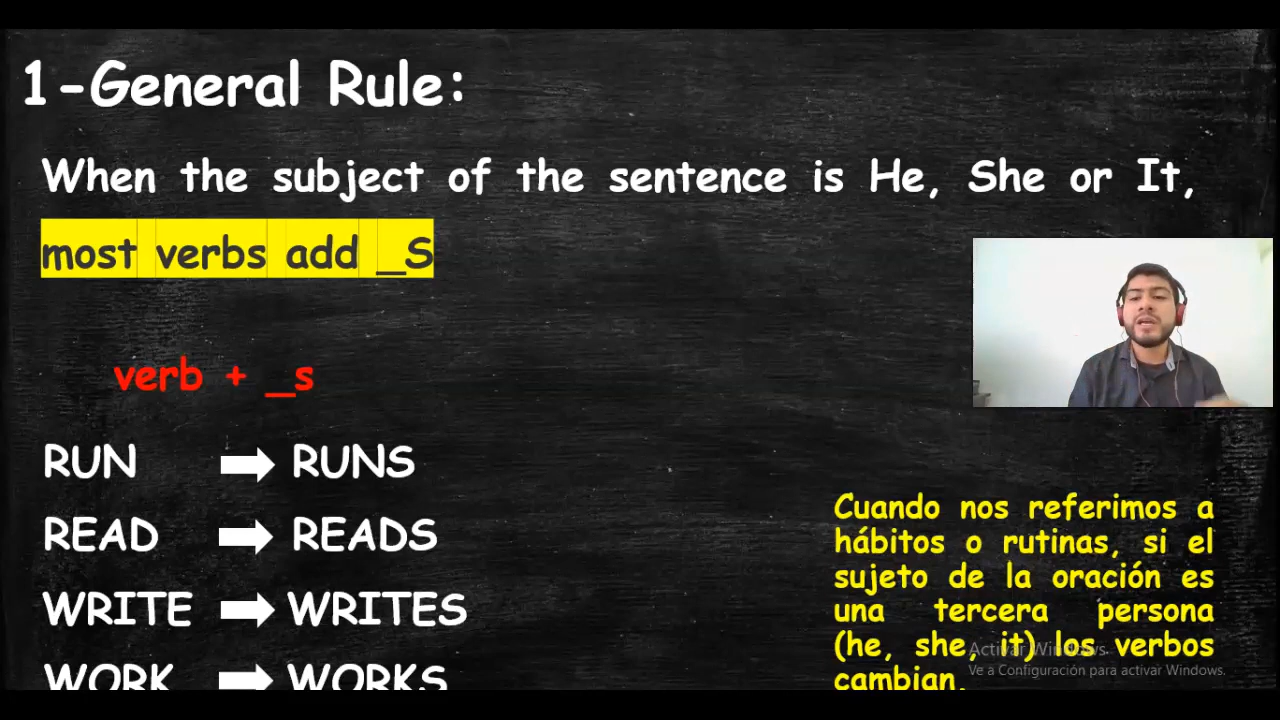 1-General Rule:
When the subject of the sentence is He, She or It,
most verbs add _S
verb + _s
RUN RUNS
READ READS
WRITE WRITES
WORK WORKS
Cuando nos referimos a
hábitos o rutinas, si el
sujeto de la oración es
una tercera persona
(he, she, it) los verbos
cambian.
Activar Windows
Ve a Configuración para activar Windows.